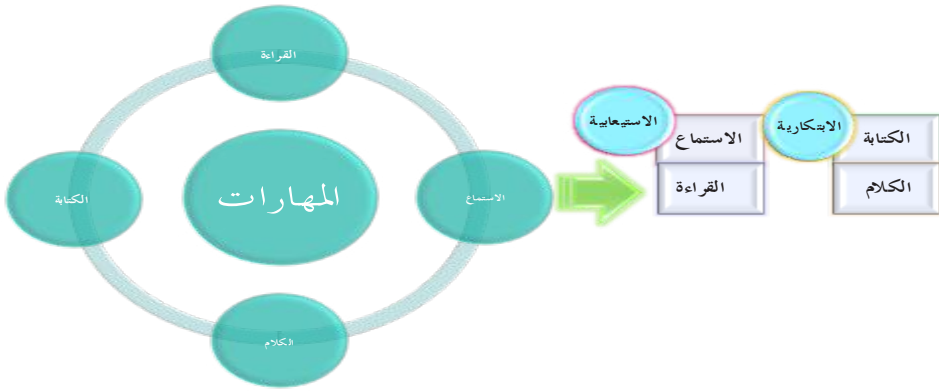 القراءة
المهارات
الاستماع
الكتابة
الكلام
الاستيعابية
الاستماع
القراءة
الابتكارية
الكتابة
الكلام